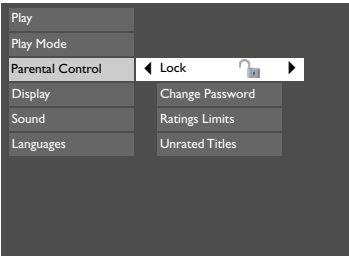 Play
Play Mode
Parental Control
Lock
Display
Change Password
Sound
Ratings Limits
Languages
Unrated Titles